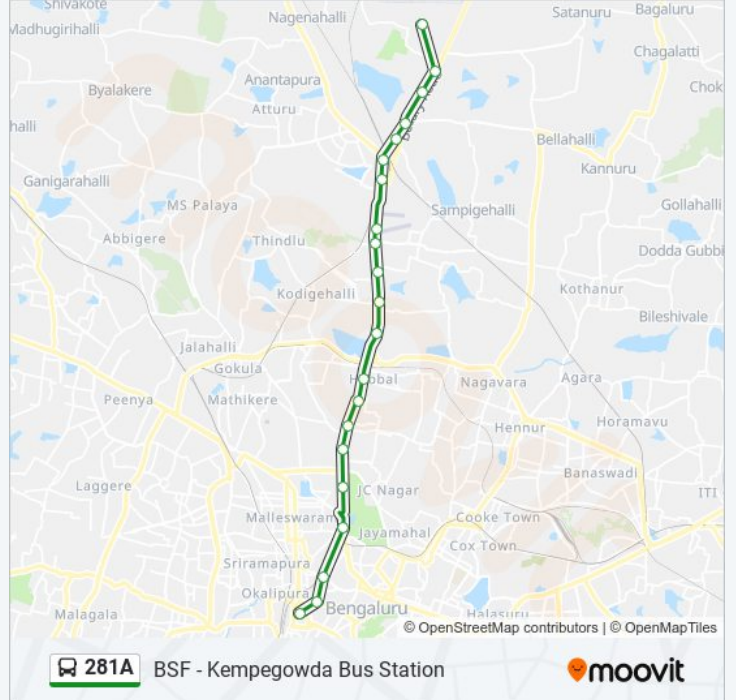 Shivakote
Nagenahalli
Satanuru
Bagaluru
Madhugirihalli
Chagalatti
Anantapura
Byalakere
Chok
Atturu
halli
Bellahalli
Kannuru
Ganigarahalli
MS Palaya
Sampigehalli
Gollahalli
Abbigere
Thindlu
Dodda Gubbi
Kodigehalli
Kothanur
Bileshivale
Jalahalli
Gokula
Nagavara
Agara
Peenya
Mathikere
Horamavu
Hennur
Banaswadi
Laggere
JC Nagar
ITI
Malleswaram
Cooke Town
Jayamahal
Cox Town
Sriramapura
Okalipura
Malagala
Bengaluru
Halasuru
© OpenStreetMap contributors | © OpenMapTiles
281A BSF - Kempegowda Bus Station
moovit